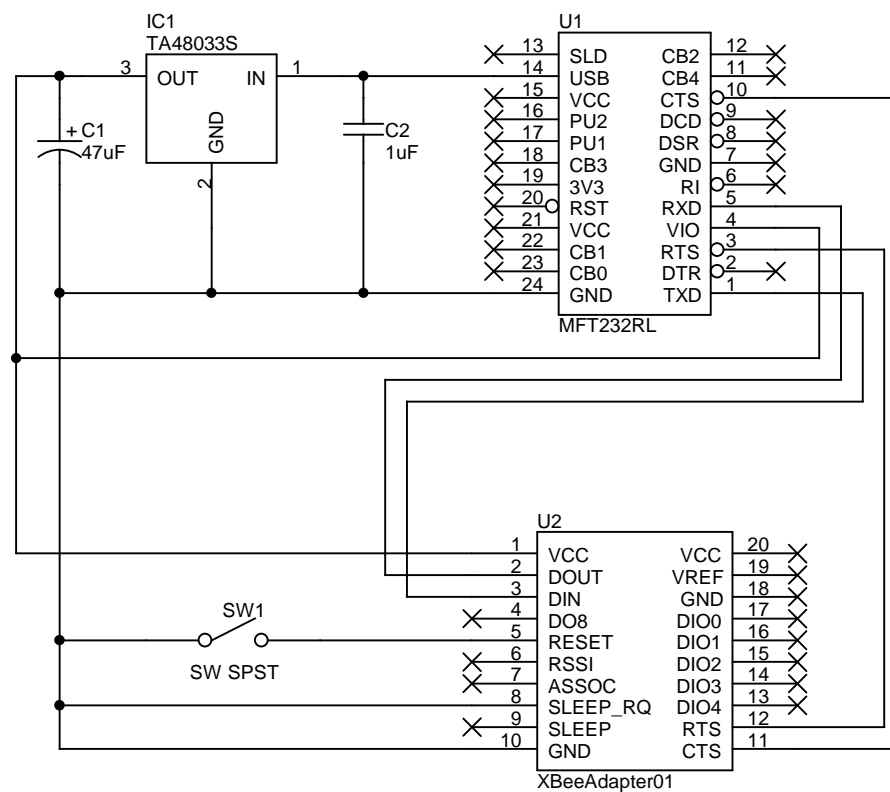 IC1
TA48033S
3
OUT
IN
1
GND
2
C1
47uF
C2
1uF
U1
13 SLD CB2 12
14 USB CB4 11
15 VCC CTS 10
16 PU2 DCD 9
17 PU1 DSR 8
18 CB3 GND 7
19 3V3 RI 6
20 RST RXD 5
21 VCC VIO 4
22 CB1 RTS 3
23 CB0 DTR 2
24 GND TXD 1
MFT232RL
U2
1 VCC VCC 20
2 DOUT VREF 19
3 DIN GND 18
4 DO8 DIO0 17
5 RESET DIO1 16
6 RSSI DIO2 15
7 ASSOC DIO3 14
8 SLEEP_RQ DIO4 13
9 SLEEP RTS 12
10 GND CTS 11
XBeeAdapter01
SW1
SW SPST